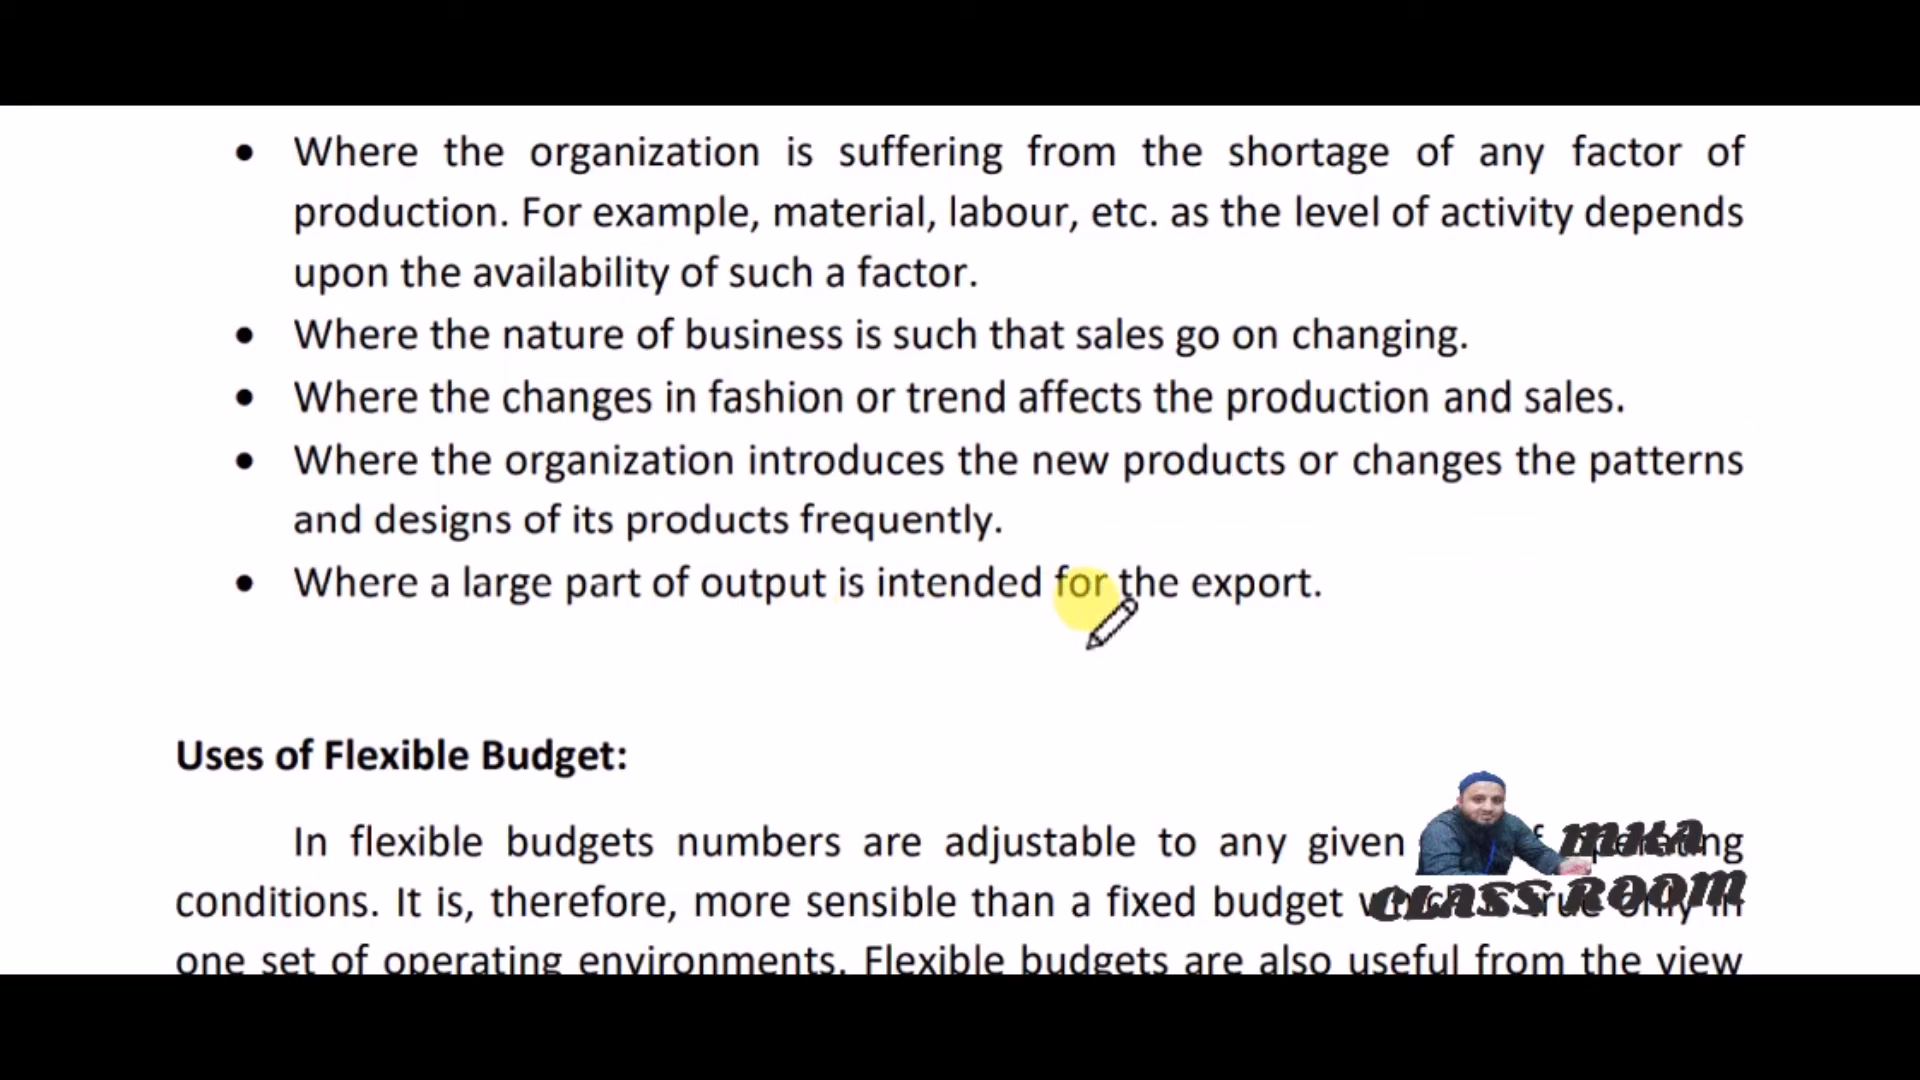 • Where the organization is suffering from the shortage of any factor of
production. For example, material, labour, etc. as the level of activity depends
upon the availability of such a factor.
• Where the nature of business is such that sales go on changing.
• Where the changes in fashion or trend affects the production and sales.
• Where the organization introduces the new products or changes the patterns
and designs of its products frequently.
• Where a large part of output is intended for the export.
Uses of Flexible Budget:
In flexible budgets numbers are adjustable to any given
conditions. It is, therefore, more sensible than a fixed budget only in
one set of operating environments. Flexible budgets are also useful from the view
MKA
CLASS ROOM